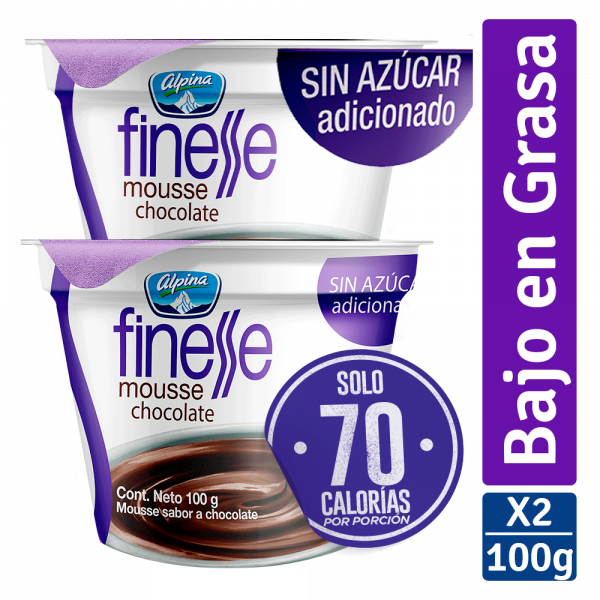 Alpina
finesse
mousse
chocolate
SIN AZÚCAR
adicionado
Alpina
finesse
mousse
chocolate
SIN AZÚCA
adiciona
Cont. Neto 100 g
Mousse sabor a chocolate
SOLO
70
CALORÍAS
POR PORCIÓN
Bajo en Grasa
X2
100g